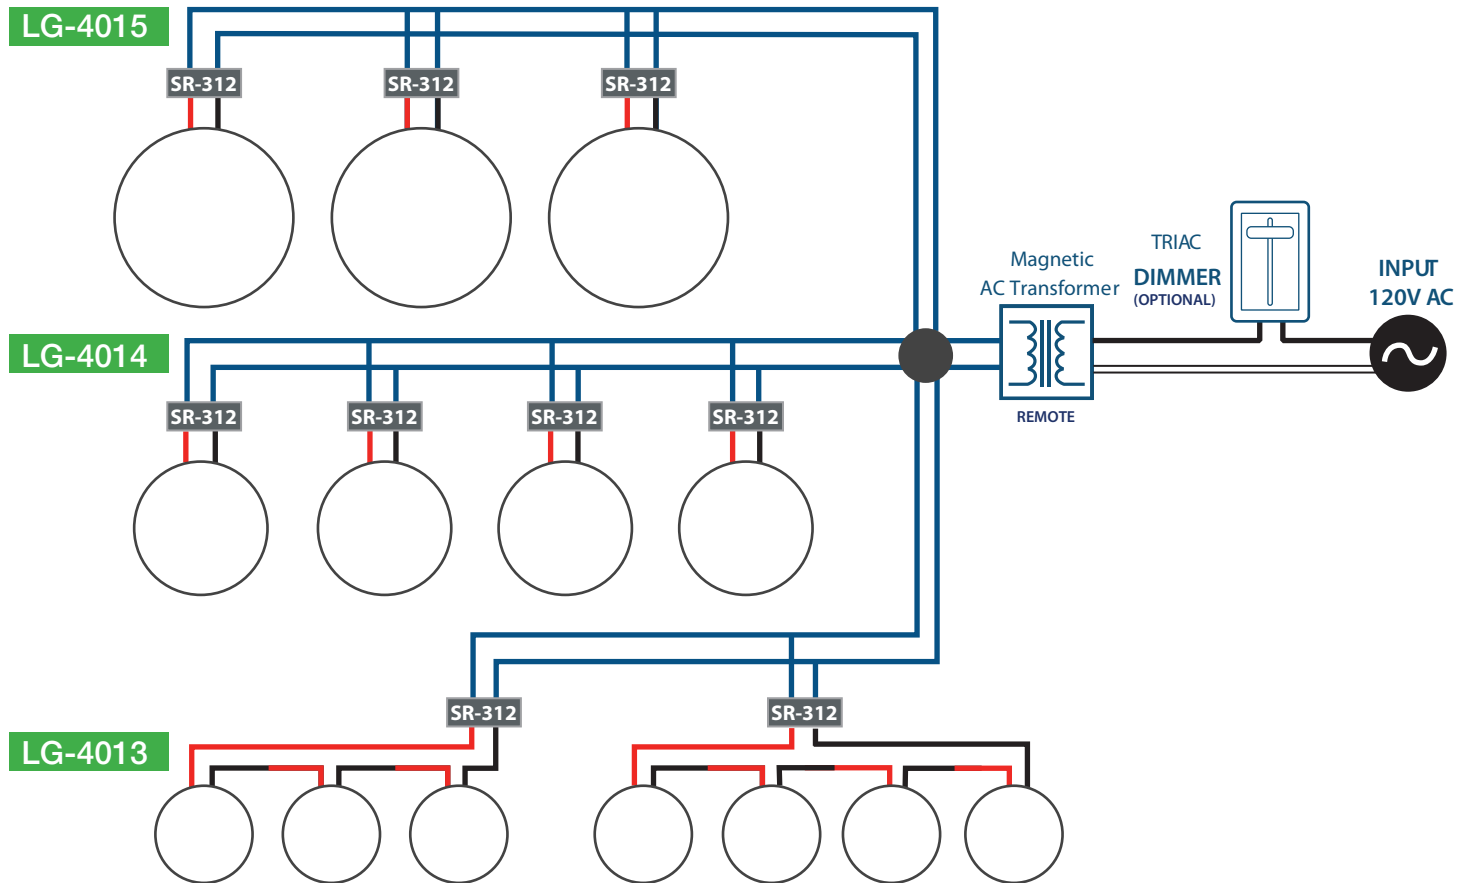 LG-4015
SR-312 SR-312 SR-312
TRIAC
DIMMER
(OPTIONAL)
Magnetic
AC Transformer
INPUT
120V AC
LG-4014
SR-312 SR-312 SR-312 SR-312
REMOTE
SR-312 SR-312
LG-4013